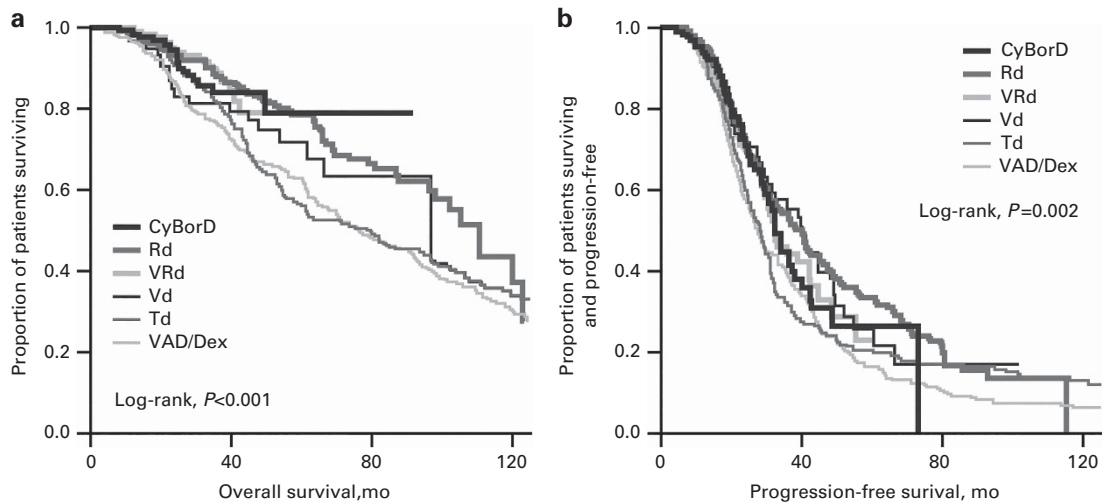 a
Proportion of patients surviving
1.0
0.8
0.6
0.4
0.2
0.0
CyBorD
Rd
VRd
Vd
Td
VAD/Dex
Log-rank, P<0.001
0
40
80
120
Overall survival,mo
b
Proportion of patients surviving
and progression-free
1.0
0.8
0.6
0.4
0.2
0.0
CyBorD
Rd
VRd
Vd
Td
VAD/Dex
Log-rank, P=0.002
0
40
80
120
Progression-free surival, mo